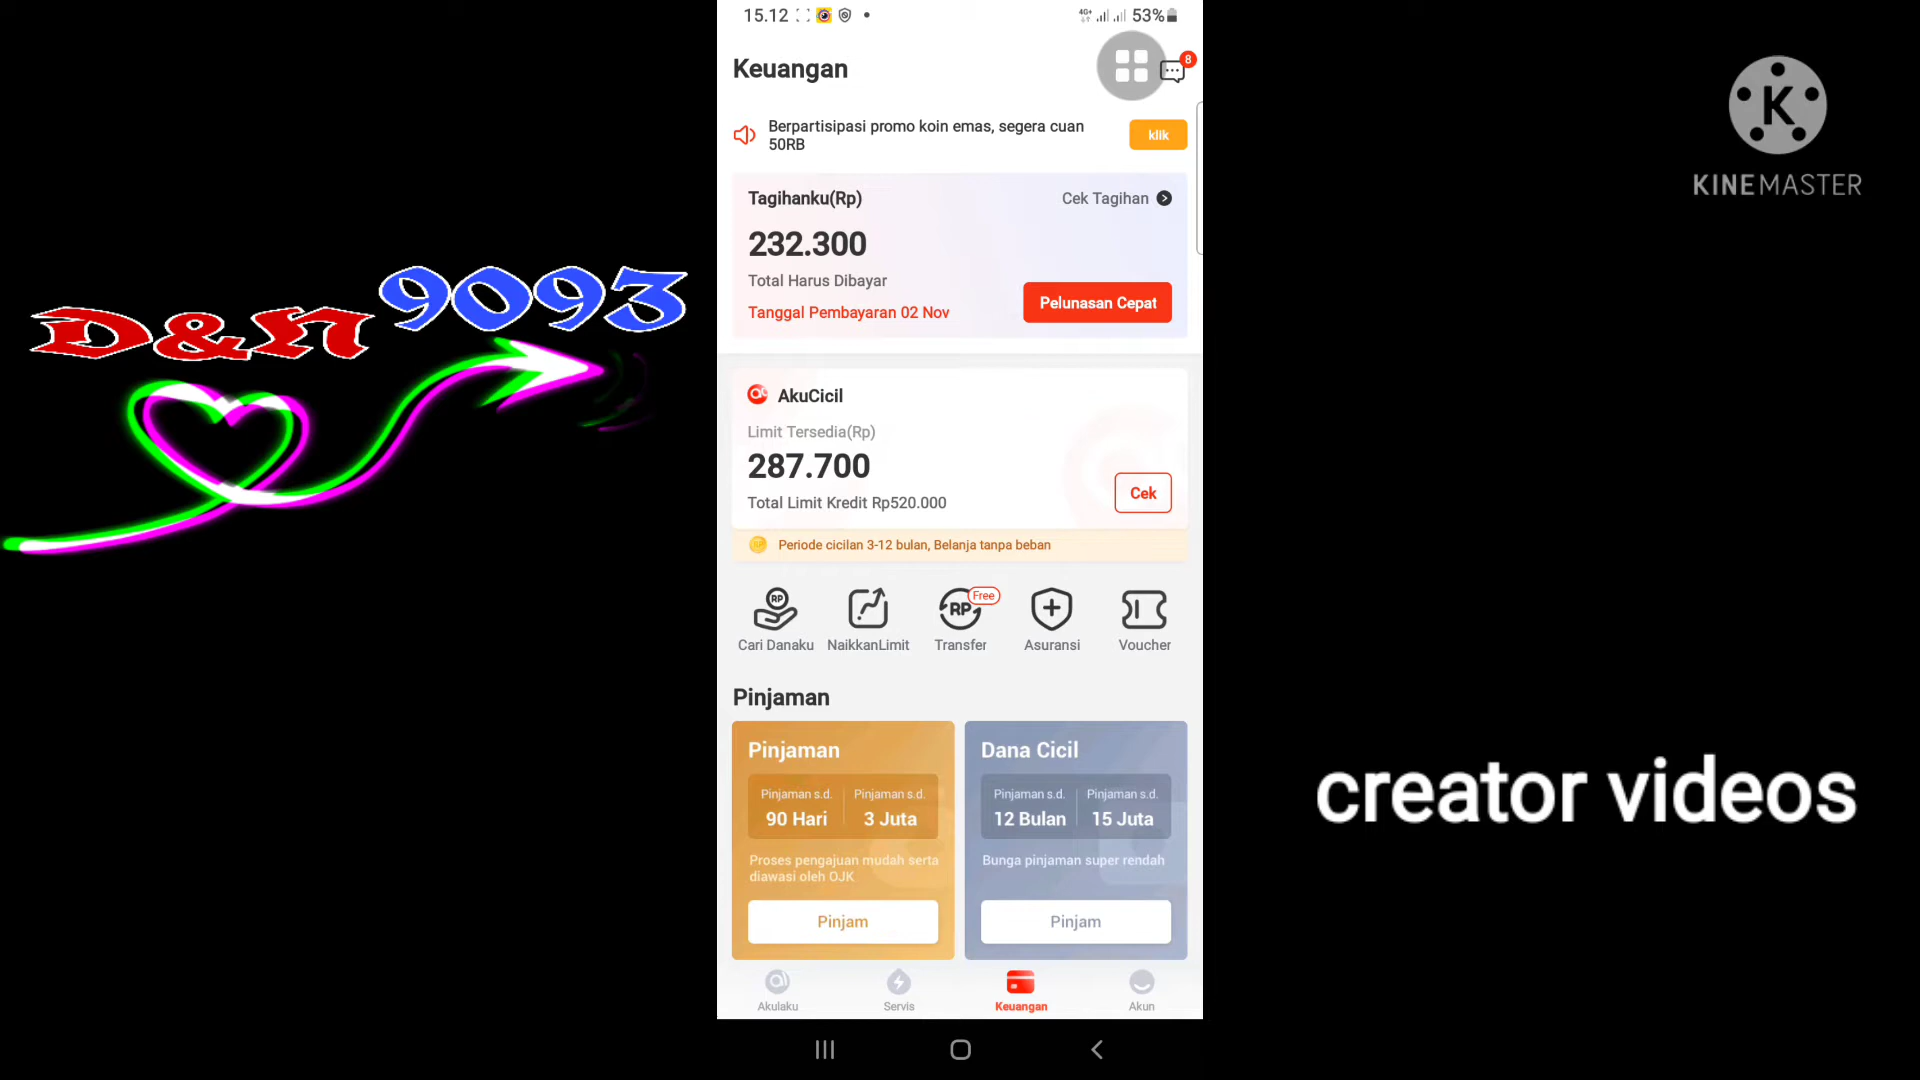 15.12
4G+
53%
Keuangan
8
Berpartisipasi promo koin emas, segera cuan
50RB
klik
Tagihanku(Rp)
Cek Tagihan
232.300
Total Harus Dibayar
Tanggal Pembayaran 02 Nov
Pelunasan Cepat
AkuCicil
Limit Tersedia(Rp)
287.700
Total Limit Kredit Rp520.000
Cek
Periode cicilan 3-12 bulan, Belanja tanpa beban
RP
RP
Free
Cari Danaku
NaikkanLimit
Transfer
Asuransi
Voucher
Pinjaman
Pinjaman
Pinjaman s.d.
Pinjaman s.d.
90 Hari
3 Juta
Proses pengajuan mudah serta
diawasi oleh OJK
Pinjam
Dana Cicil
Pinjaman s.d.
Pinjaman s.d.
12 Bulan
15 Juta
Bunga pinjaman super rendah
Pinjam
Akulaku
Servis
Keuangan
Akun
D&N 9093
K
KINEMASTER
creator videos